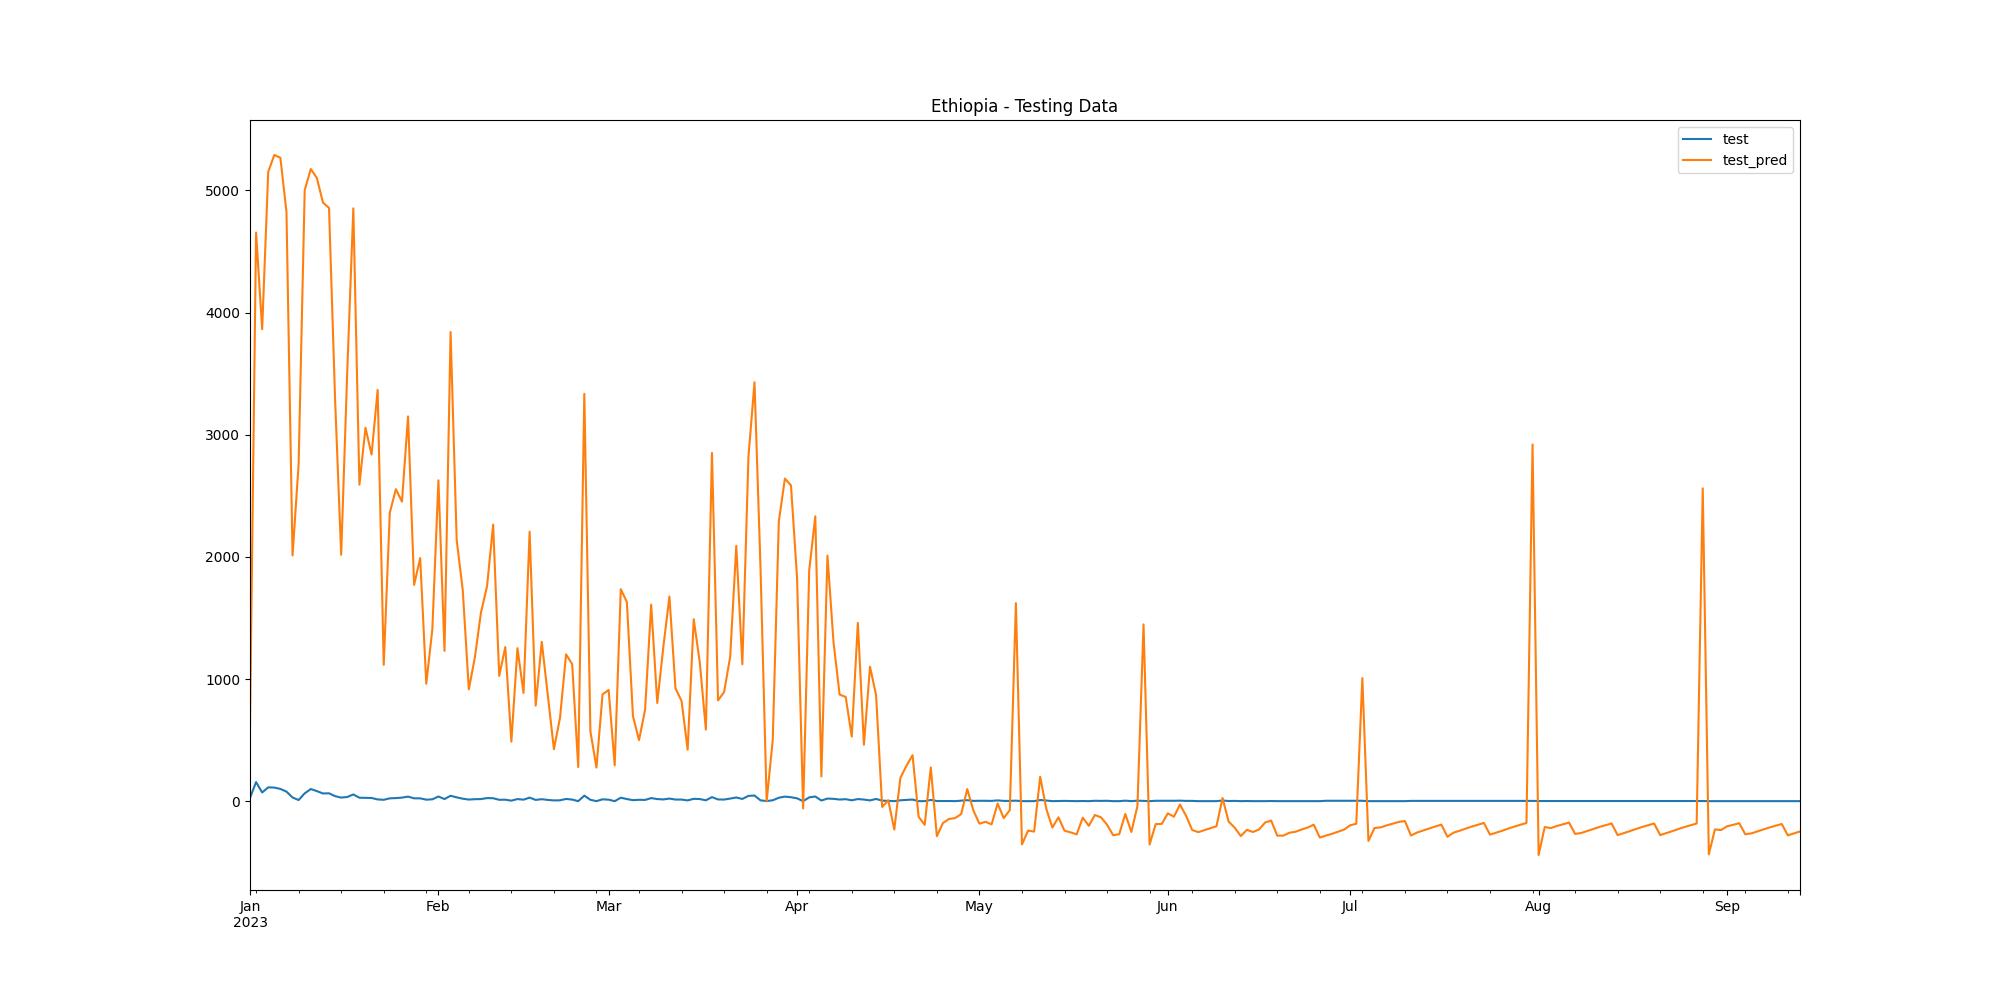 Ethiopia - Testing Data
test
test_pred
5000
4000
3000
2000
1000
0
Jan Feb Mar Apr May Jun Jul Aug Sep
2023